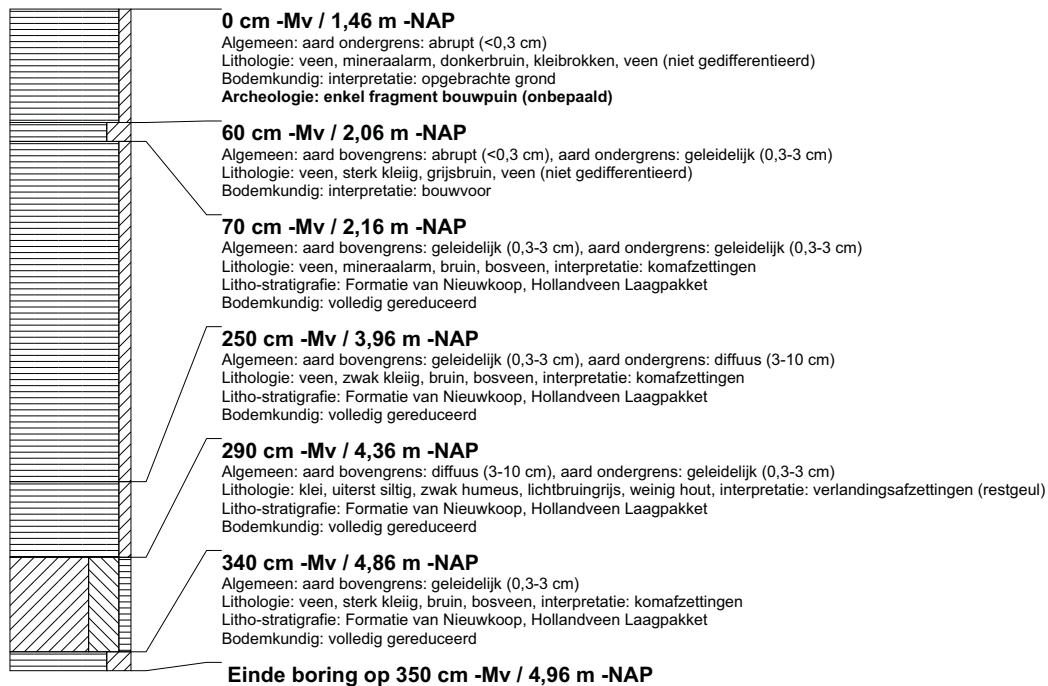 0 cm -Mv / 1,46 m -NAP
Algemeen: aard ondergrens: abrupt (<0,3 cm)
Lithologie: veen, mineraalarm, donkerbruin, kleibrokken, veen (niet gedifferentieerd)
Bodemkundig: interpretatie: opgebrachte grond
Archeologie: enkel fragment bouwpuin (onbepaald)
60 cm -Mv / 2,06 m -NAP
Algemeen: aard bovengrens: abrupt (<0,3 cm), aard ondergrens: geleidelijk (0,3-3 cm)
Lithologie: veen, sterk kleiig, grijsbruin, veen (niet gedifferentieerd)
Bodemkundig: interpretatie: bouwvoor
70 cm -Mv / 2,16 m -NAP
Algemeen: aard bovengrens: geleidelijk (0,3-3 cm), aard ondergrens: geleidelijk (0,3-3 cm)
Lithologie: veen, mineraalarm, bruin, bosveen, interpretatie: komafzettingen
Litho-stratigrafie: Formatie van Nieuwkoop, Hollandveen Laagpakket
Bodemkundig: volledig gereduceerd
250 cm -Mv / 3,96 m -NAP
Algemeen: aard bovengrens: geleidelijk (0,3-3 cm), aard ondergrens: diffuus (3-10 cm)
Lithologie: veen, zwak kleiig, bruin, bosveen, interpretatie: komafzettingen
Litho-stratigrafie: Formatie van Nieuwkoop, Hollandveen Laagpakket
Bodemkundig: volledig gereduceerd
290 cm -Mv / 4,36 m -NAP
Algemeen: aard bovengrens: diffuus (3-10 cm), aard ondergrens: geleidelijk (0,3-3 cm)
Lithologie: klei, uiterst siltig, zwak humeus, lichtbruingrijs, weinig hout, interpretatie: verlandingsafzettingen (restgeul)
Litho-stratigrafie: Formatie van Nieuwkoop, Hollandveen Laagpakket
Bodemkundig: volledig gereduceerd
340 cm -Mv / 4,86 m -NAP
Algemeen: aard bovengrens: geleidelijk (0,3-3 cm)
Lithologie: veen, sterk kleiig, bruin, bosveen, interpretatie: komafzettingen
Litho-stratigrafie: Formatie van Nieuwkoop, Hollandveen Laagpakket
Bodemkundig: volledig gereduceerd
Einde boring op 350 cm -Mv / 4,96 m -NAP